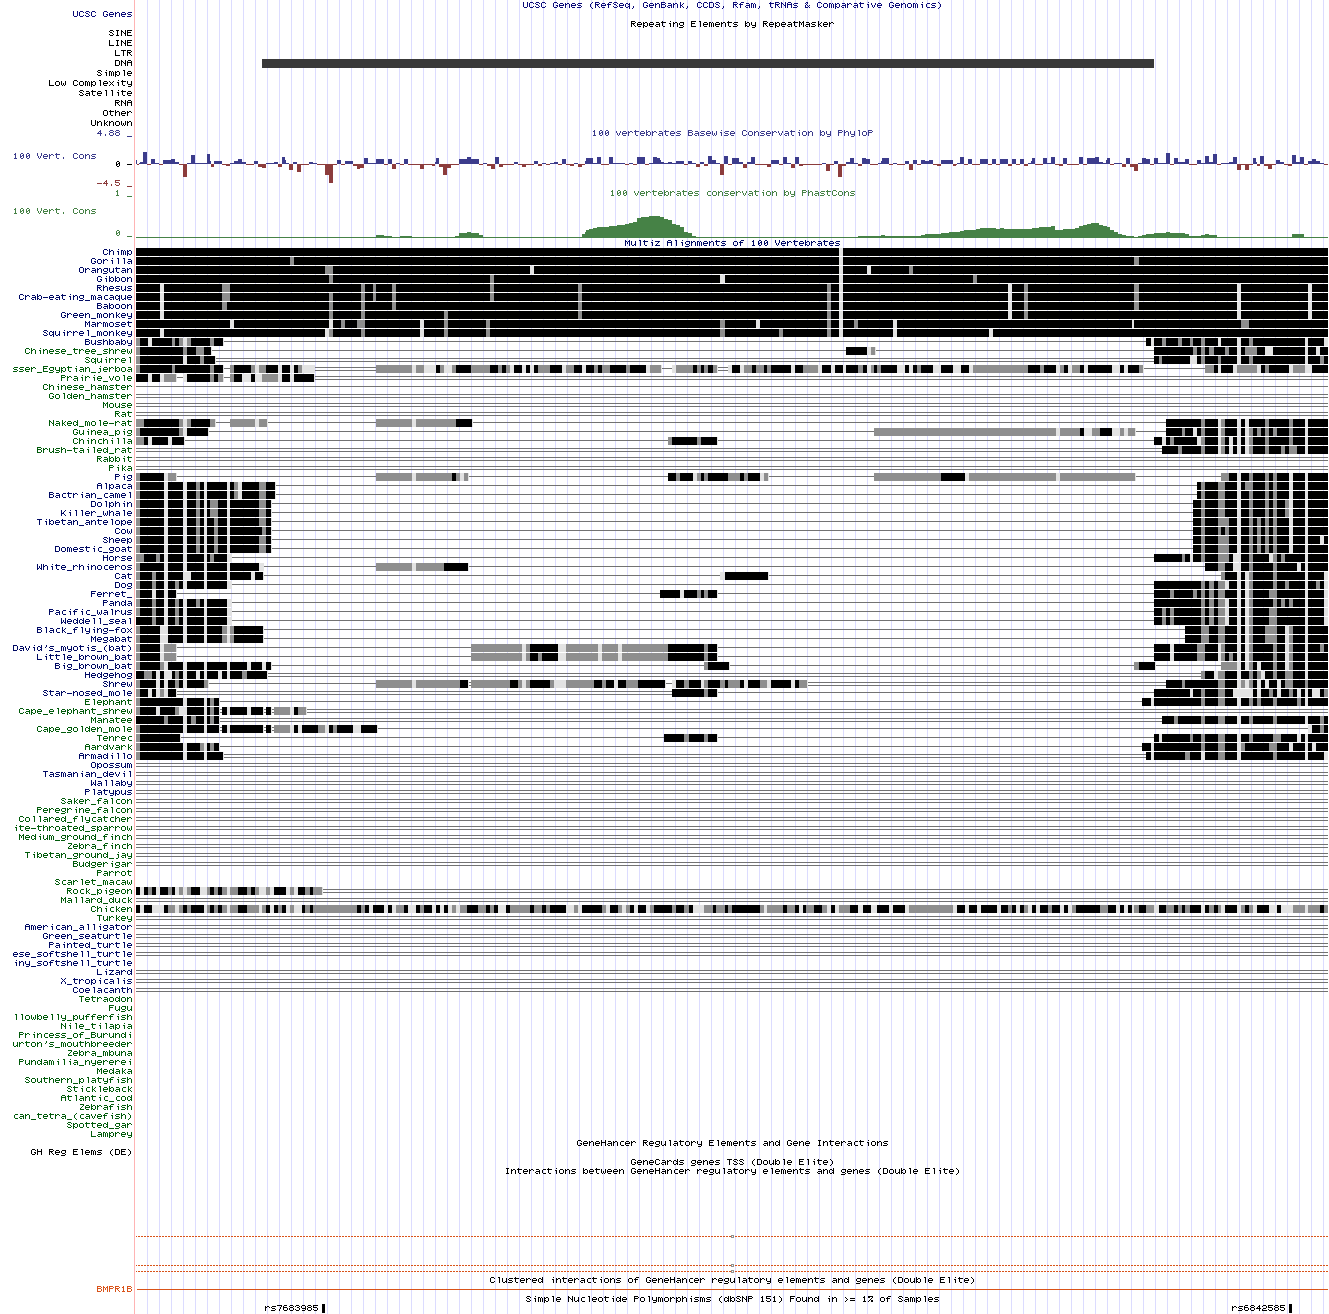 UCSC Genes (RefSeq, GenBank, CCDS, Rfam, tRNAs & Comparative Genomics)
UCSC Genes
Repeating Elements by RepeatMasker
SINE
LINE
LTR
DNA
Simple
Low Complexity
Satellite
RNA
Other
Unknown
4.88 _
100 vertebrates Basewise Conservation by PhyloP
100 Vert. Cons
0 -
-4.5 _
1 _
100 vertebrates conservation by PhastCons
100 Vert. Cons
0 _
Multiz Alignments of 100 Vertebrates
Chimp
Gorilla
Orangutan
Gibbon
Rhesus
Crab-eating_macaque
Baboon
Green_monkey
Marmoset
Squirrel_monkey
Bushbaby
Chinese_tree_shrew
Squirrel
sser_Egyptian_jerboa
Prairie_vole
Chinese_hamster
Golden_hamster
Mouse
Rat
Naked_mole-rat
Guinea_pig
Chinchilla
Brush-tailed_rat
Rabbit
Pika
Pig
Alpaca
Bactrian_camel
Dolphin
Killer_whale
Tibetan_antelope
Cow
Sheep
Domestic_goat
Horse
White_rhinoceros
Cat
Dog
Ferret_
Panda
Pacific_walrus
Weddell_seal
Black_flying-fox
Megabat
David's_myotis_(bat)
Little_brown_bat
Big_brown_bat
Hedgehog
Shrew
Star-nosed_mole
Elephant
Cape_elephant_shrew
Manatee
Cape_golden_mole
Tenrec
Aardvark
Armadillo
Opossum
Tasmanian_devil
Wallaby
Platypus
Saker_falcon
Peregrine_falcon
Collared_flycatcher
ite-throated_sparrow
Medium_ground_finch
Zebra_finch
Tibetan_ground_jay
Budgerigar
Parrot
Scarlet_macaw
Rock_pigeon
Mallard_duck
Chicken
Turkey
American_alligator
Green_seaturtle
Painted_turtle
ese_softshell_turtle
iny_softshell_turtle
Lizard
X_tropicalis
Coelacanth
Tetraodon
Fugu
llowbelly_pufferfish
Nile_tilapia
Princess_of_Burundi
urton's_mouthbreeder
Zebra_mbuna
Pundamilia_nyererei
Medaka
Southern_platyfish
Stickleback
Atlantic_cod
Zebrafish
can_tetra_(cavefish)
Spotted_gar
Lamprey
GeneHancer Regulatory Elements and Gene Interactions
GH Reg Elems (DE)
GeneCards genes TSS (Double Elite)
Interactions between GeneHancer regulatory elements and genes (Double Elite)
Clustered interactions of GeneHancer regulatory elements and genes (Double Elite)
BMPR1B
Simple Nucleotide Polymorphisms (dbSNP 151) Found in >= 1% of Samples
rs7683985
rs6842585